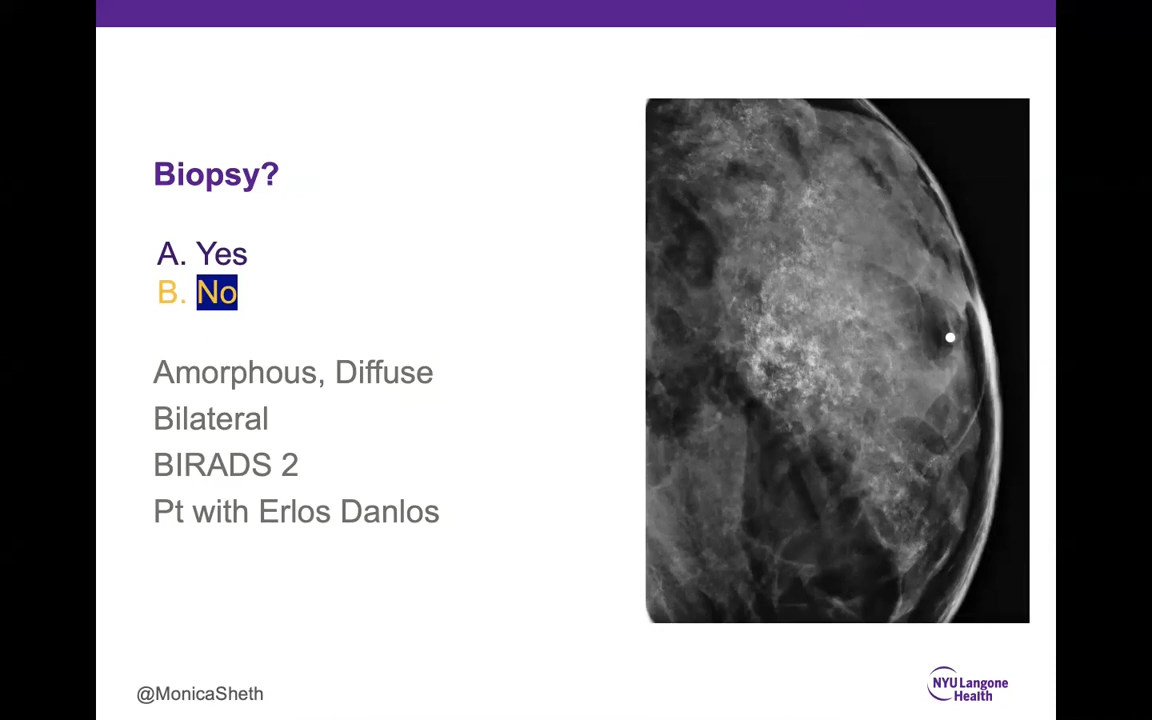 Biopsy?
A. Yes
B. No
Amorphous, Diffuse
Bilateral
BIRADS 2
Pt with Erlos Danlos
@MonicaSheth
NYU Langone
Health